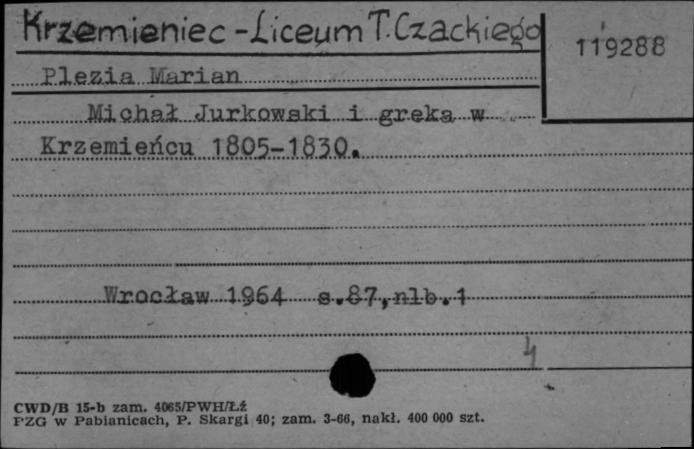 Krzemieniec - Liceum T. Czackiego
119288
Plezia Marian
Michał Jurkowski i greka w
Krzemieńcu 1805-1830.
Wrocław 1964 s.87,nlb.1
4
CWD/B 15-b zam. 4065/PWH/Łź
PZG w Pabianicach, P. Skargi 40; zam. 3-66, nakł. 400 000 szt.